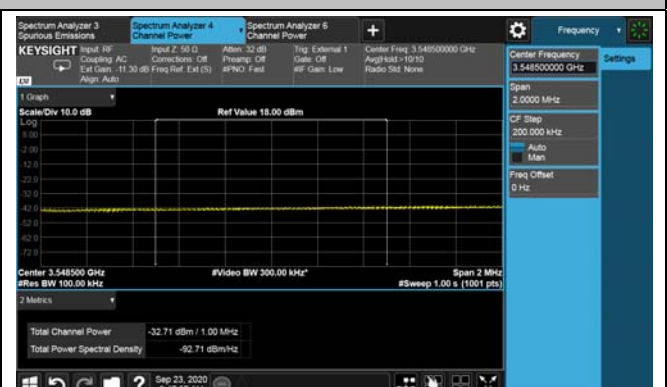 Spectrum Analyzer 3
Spurious Emissions
Spectrum Analyzer 4
Channel Power
Spectrum Analyzer 6
Channel Power
+
Frequency
KEYSIGHT
Input: RF
Coupling: AC
Ext Gain: -11.30 dB
Align: Auto
Input Z: 50 Ω
Corrections: Off
Freq Ref: Ext (S)
Atten: 32 dB
Preamp: Off
#PNO: Fast
Trig: External 1
Gate: Off
#IF Gain: Low
Center Freq: 3.548500000 GHz
Avg|Hold:>10/10
Radio Std: None
Center Frequency
3.548500000 GHz
Settings
Span
2.0000 MHz
CF Step
200.000 kHz
Auto
Man
Freq Offset
0 Hz
1 Graph
Scale/Div 10.0 dB
Ref Value 18.00 dBm
Log
8.00
-2.00
-12.0
-22.0
-32.0
-42.0
-52.0
-62.0
-72.0
Center 3.548500 GHz
#Video BW 300.00 kHz*
Span 2 MHz
#Res BW 100.00 kHz
#Sweep 1.00 s (1001 pts)
2 Metrics
Total Channel Power
-32.71 dBm / 1.00 MHz
Total Power Spectral Density
-92.71 dBm/Hz
?
Sep 23, 2020